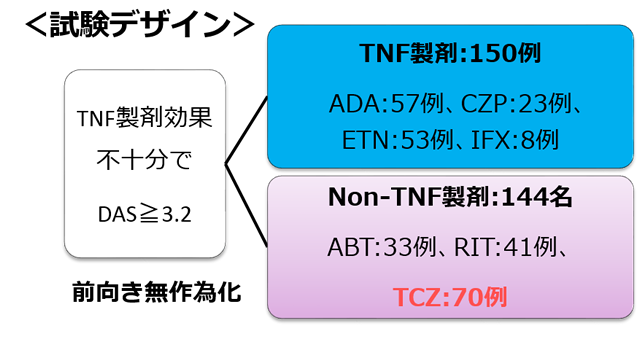 ＜試験デザイン＞
TNF製剤効果
不十分で
DAS≧3.2
前向き無作為化
TNF製剤:150例
ADA:57例、CZP:23例、
ETN:53例、IFX:8例
Non-TNF製剤:144名
ABT:33例、RIT:41例、
TCZ:70例